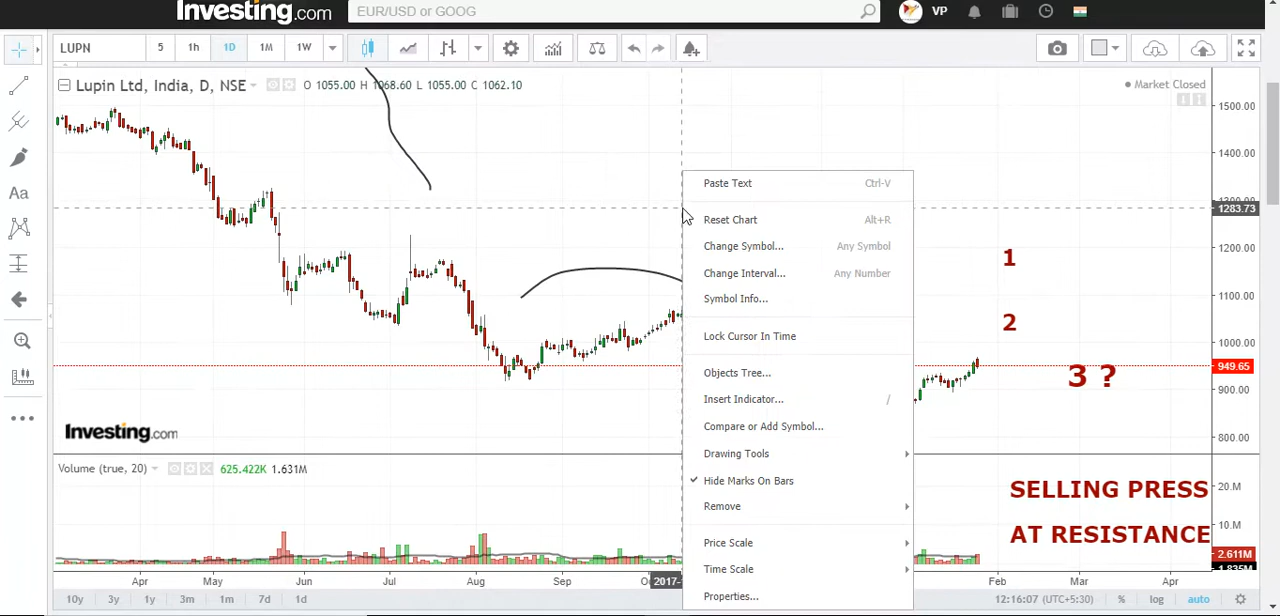 Investing.com EUR/USD or GOOG VP
LUPN 5 1h 1D 1M 1W
Lupin Ltd, India, D, NSE O 1055.00 H 1068.60 L 1055.00 C 1062.10
Market Closed
1500.00
1400.00
1283.73
1200.00
1100.00
1000.00
949.65
900.00
800.00
Paste Text Ctrl-V
Reset Chart Alt+R
Change Symbol... Any Symbol
Change Interval... Any Number
Symbol Info...
Lock Cursor In Time
Objects Tree...
Insert Indicator... /
Compare or Add Symbol...
Drawing Tools
Hide Marks On Bars
Remove
Price Scale
Time Scale
Properties...
1
2
3 ?
Aa
Investing.com
Volume (true, 20) 625.422K 1.631M
SELLING PRESS
AT RESISTANCE
20.M
10.M
2.611M
1.835M
Apr May Jun Jul Aug Sep 2017- Feb Mar Apr
10y 3y 1y 3m 1m 7d 1d 12:16:07 (UTC+5:30) % log auto